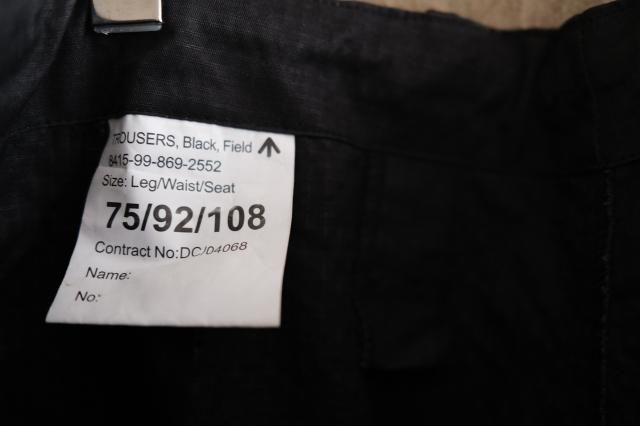 TROUSERS, Black, Field
8415-99-869-2552
Size: Leg/Waist/Seat
75/92/108
Contract No:DC/04068
Name:
No: